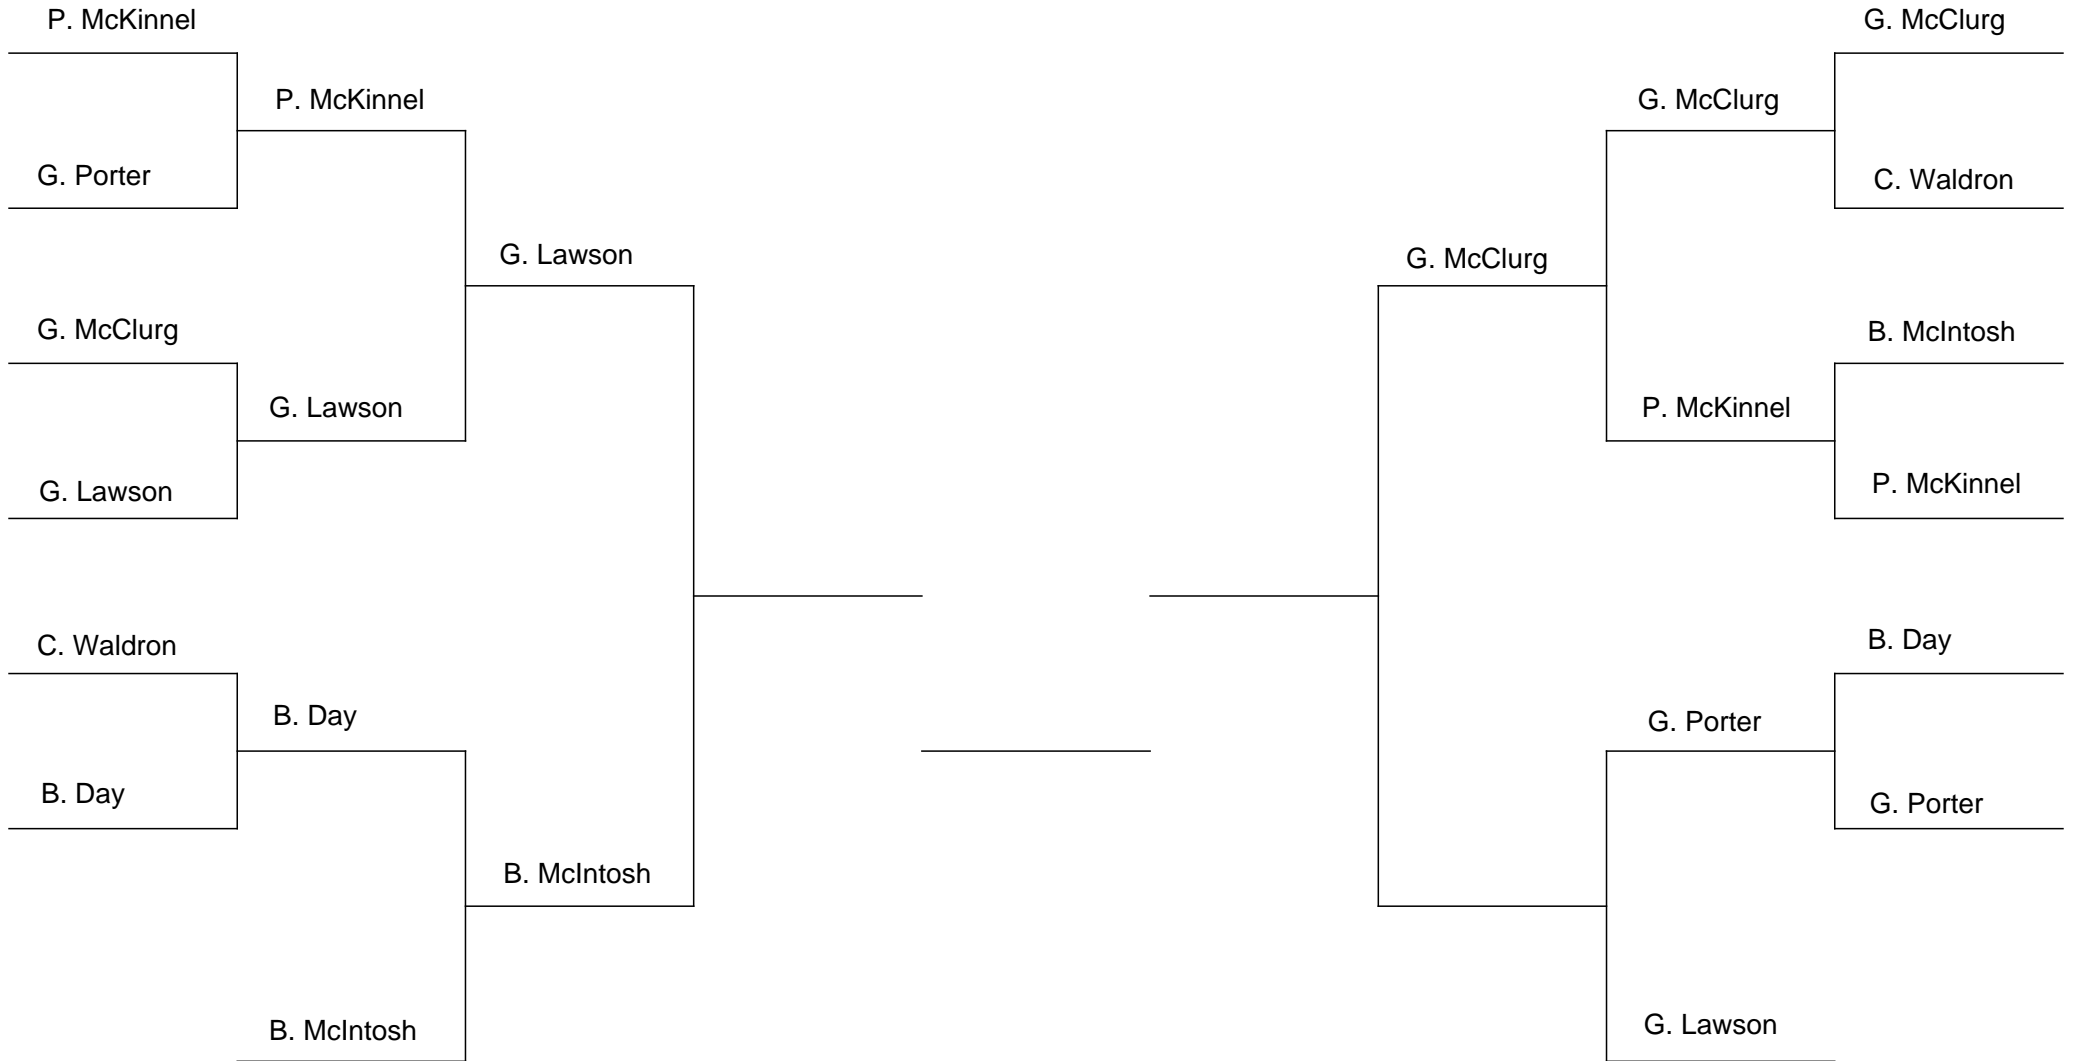 P. McKinnel
G. McClurg
P. McKinnel
G. McClurg
G. Porter
C. Waldron
G. Lawson
G. McClurg
G. McClurg
B. McIntosh
G. Lawson
P. McKinnel
G. Lawson
P. McKinnel
C. Waldron
B. Day
B. Day
G. Porter
B. Day
G. Porter
B. McIntosh
B. McIntosh
G. Lawson